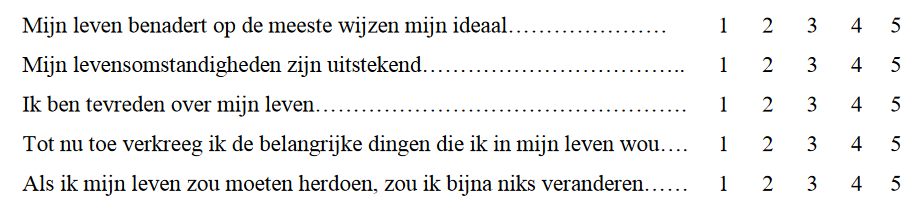 Mijn leven benadert op de meeste wijzen mijn ideaal………………… 1 2 3 4 5
Mijn levensomstandigheden zijn uitstekend…………………………….. 1 2 3 4 5
Ik ben tevreden over mijn leven…………………………………………. 1 2 3 4 5
Tot nu toe verkreeg ik de belangrijke dingen die ik in mijn leven wou…. 1 2 3 4 5
Als ik mijn leven zou moeten herdoen, zou ik bijna niks veranderen…… 1 2 3 4 5